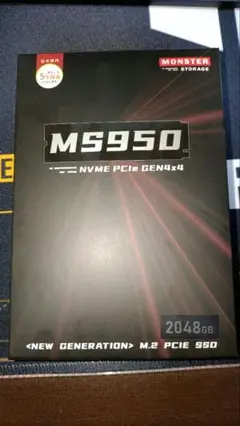 MONSTER
STORAGE
MS950
NVME PCIe GEN4x4
2048GB
<NEW GENERATION> M.2 PCIE SSD